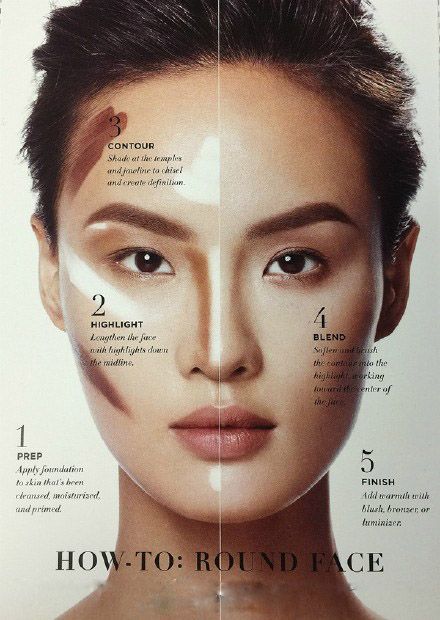 3
CONTOUR
Shade at the temples
and jawline to chisel
and create definition.
2
HIGHLIGHT
Lengthen the face
with highlights down
the midline.
4
BLEND
Soften and brush
the contour into the
highlight, working
toward the center of
the face.
1
PREP
Apply foundation
to skin that's been
cleansed, moisturized,
and primed.
5
FINISH
Add warmth with
blush, bronzer, or
luminizer.
HOW-TO: ROUND FACE